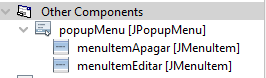 Other Components
popupMenu [JPopupMenu]
menuItemApagar [JMenuItem]
menuItemEditar [JMenuItem]